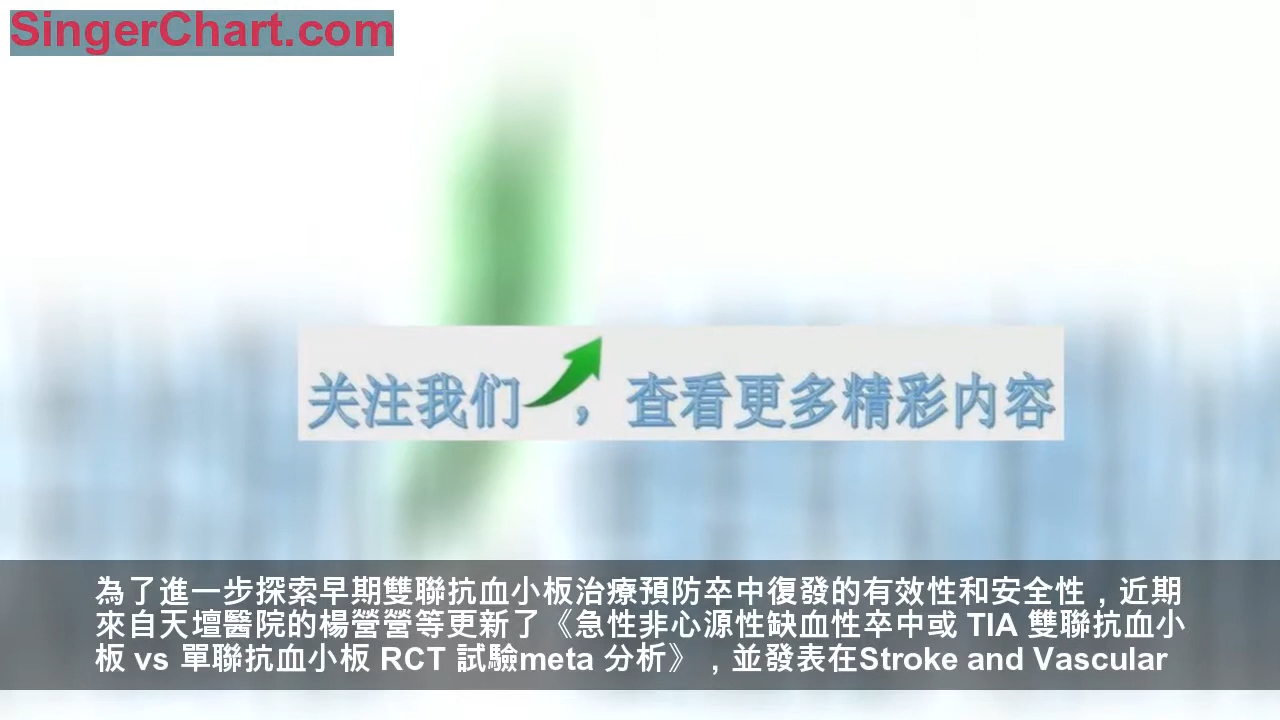 SingerChart.com
关注我们，查看更多精彩内容
為了進一步探索早期雙聯抗血小板治療預防卒中復發的有效性和安全性，近期
來自天壇醫院的楊營營等更新了《急性非心源性缺血性卒中或 TIA 雙聯抗血小
板 vs 單聯抗血小板 RCT 試驗meta 分析》，並發表在Stroke and Vascular